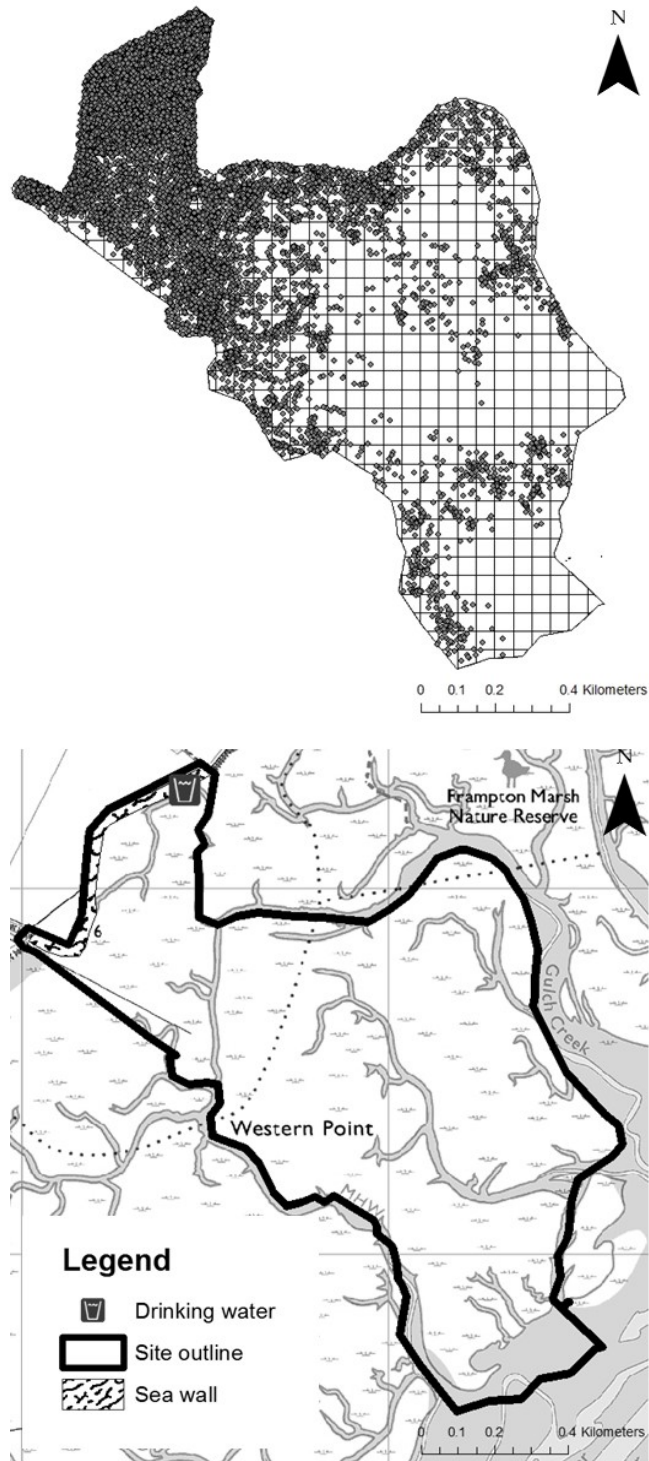 N
0 0.1 0.2 0.4 Kilometers
N
Frampton Marsh
Nature Reserve
6
Gulch Creek
Western Point
MHW
Legend
Drinking water
Site outline
Sea wall
0 0.1 0.2 0.4 Kilometers